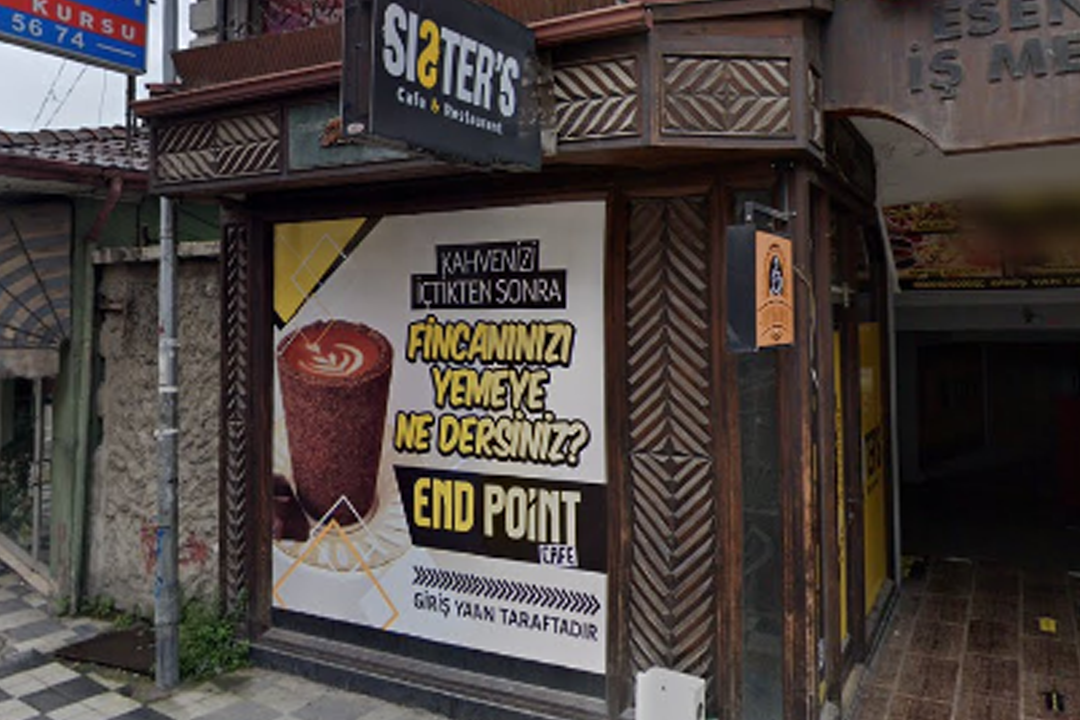 KURSU
56 74
SISTER'S
Cafe & Restaurant
ESEN
İŞ ME
KAHVENİZİ
İÇTİKTEN SONRA
FİNCANINIZI
YEMEYE
NE DERSİNİZ?
END POINT
CAFE
GİRİŞ YAAN TARAFTADIR